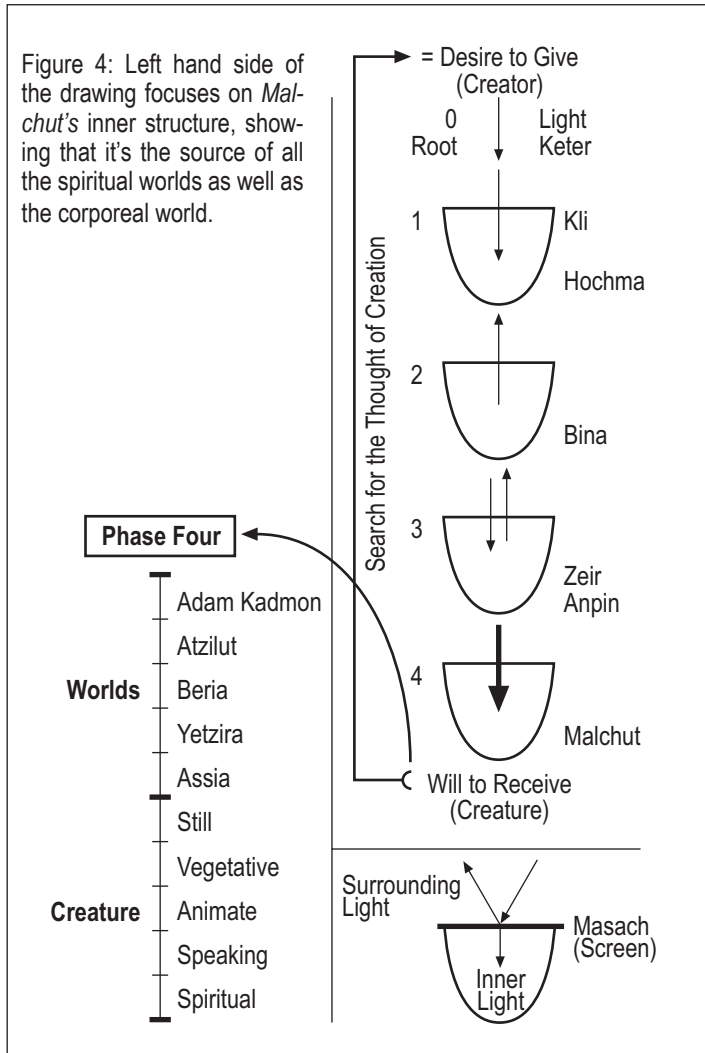 Figure 4: Left hand side of
the drawing focuses on Mal-
chut's inner structure, show-
ing that it's the source of all
the spiritual worlds as well as
the corporeal world.
= Desire to Give
(Creator)
0
Root
Light
Keter
1
Kli
Hochma
Search for the Thought of Creation
2
Bina
3
Zeir
Anpin
4
Malchut
Will to Receive
(Creature)
Phase Four
Adam Kadmon
Atzilut
Worlds
Beria
Yetzira
Assia
Still
Vegetative
Creature
Animate
Speaking
Spiritual
Surrounding
Light
Masach
(Screen)
Inner
Light